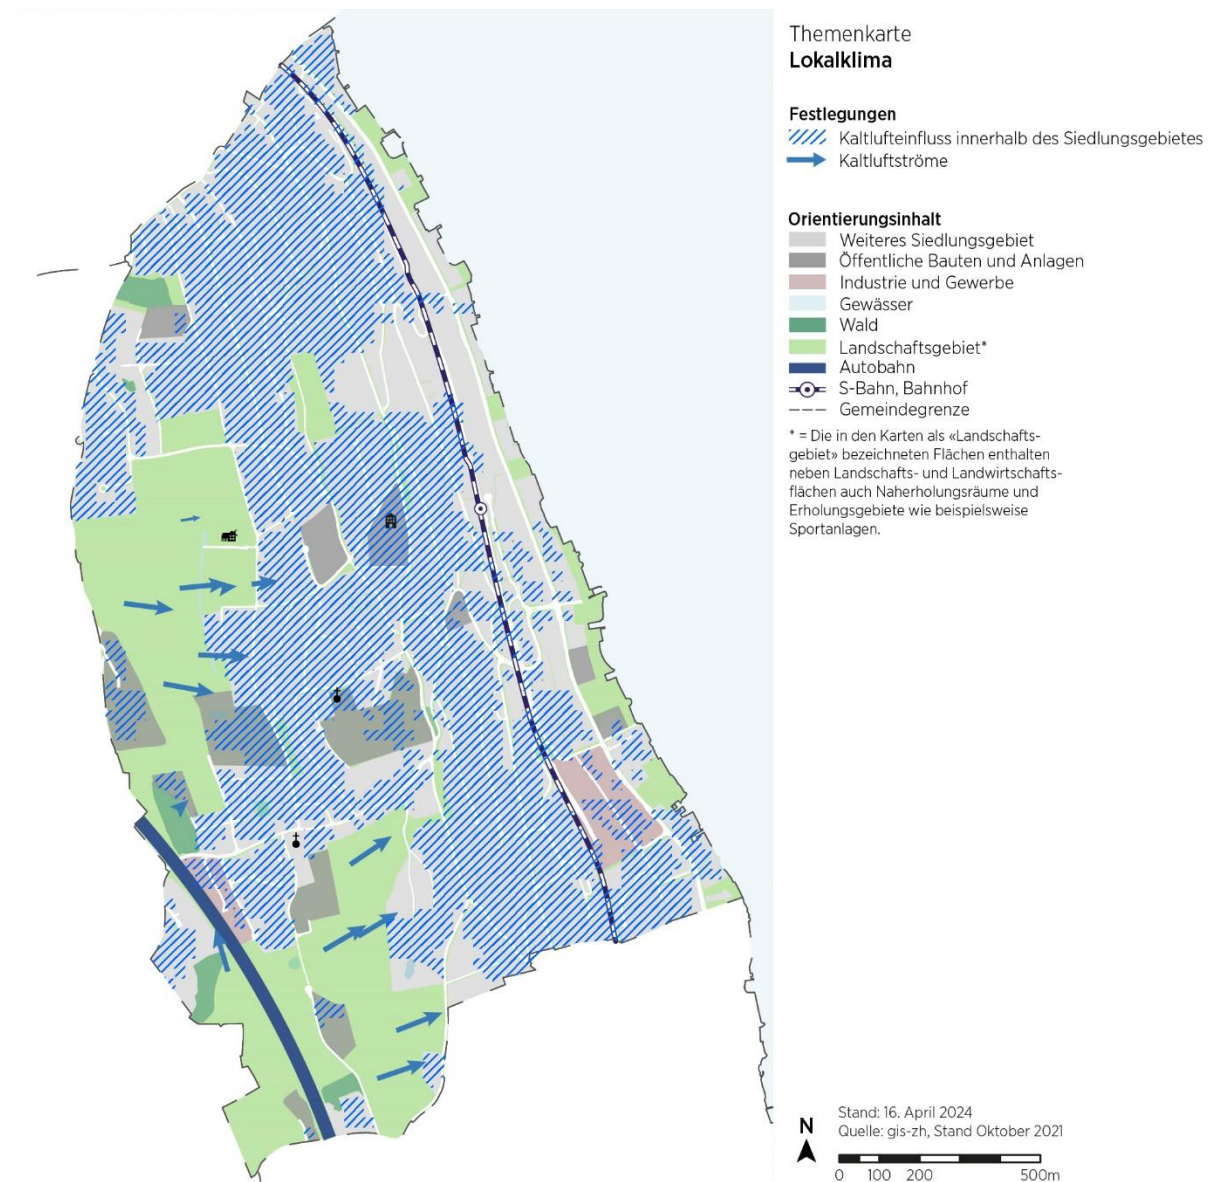 Themenkarte
Lokalklima
Festlegungen
Kaltlufteinfluss innerhalb des Siedlungsgebietes
Kaltluftströme
Orientierungsinhalt
Weiteres Siedlungsgebiet
Öffentliche Bauten und Anlagen
Industrie und Gewerbe
Gewässer
Wald
Landschaftsgebiet*
Autobahn
S-Bahn, Bahnhof
Gemeindegrenze
* = Die in den Karten als «Landschafts-
gebiet» bezeichneten Flächen enthalten
neben Landschafts- und Landwirtschafts-
flächen auch Naherholungsräume und
Erholungsgebiete wie beispielsweise
Sportanlagen.
N
Stand: 16. April 2024
Quelle: gis-zh, Stand Oktober 2021
0 100 200 500m